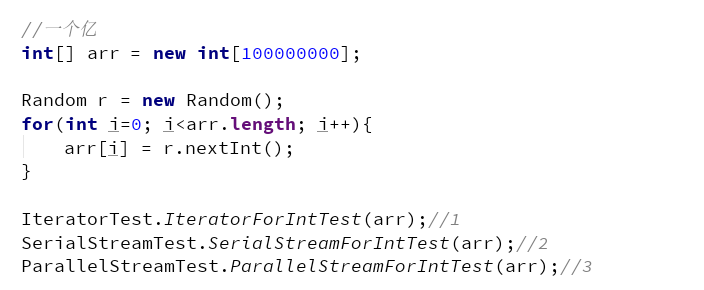 //一个亿
int[] arr = new int[100000000];
Random r = new Random();
for(int i=0; i<arr.length; i++){
    arr[i] = r.nextInt();
}
IteratorTest.IteratorForIntTest(arr);//1
SerialStreamTest.SerialStreamForIntTest(arr);//2
ParallelStreamTest.ParallelStreamForIntTest(arr);//3